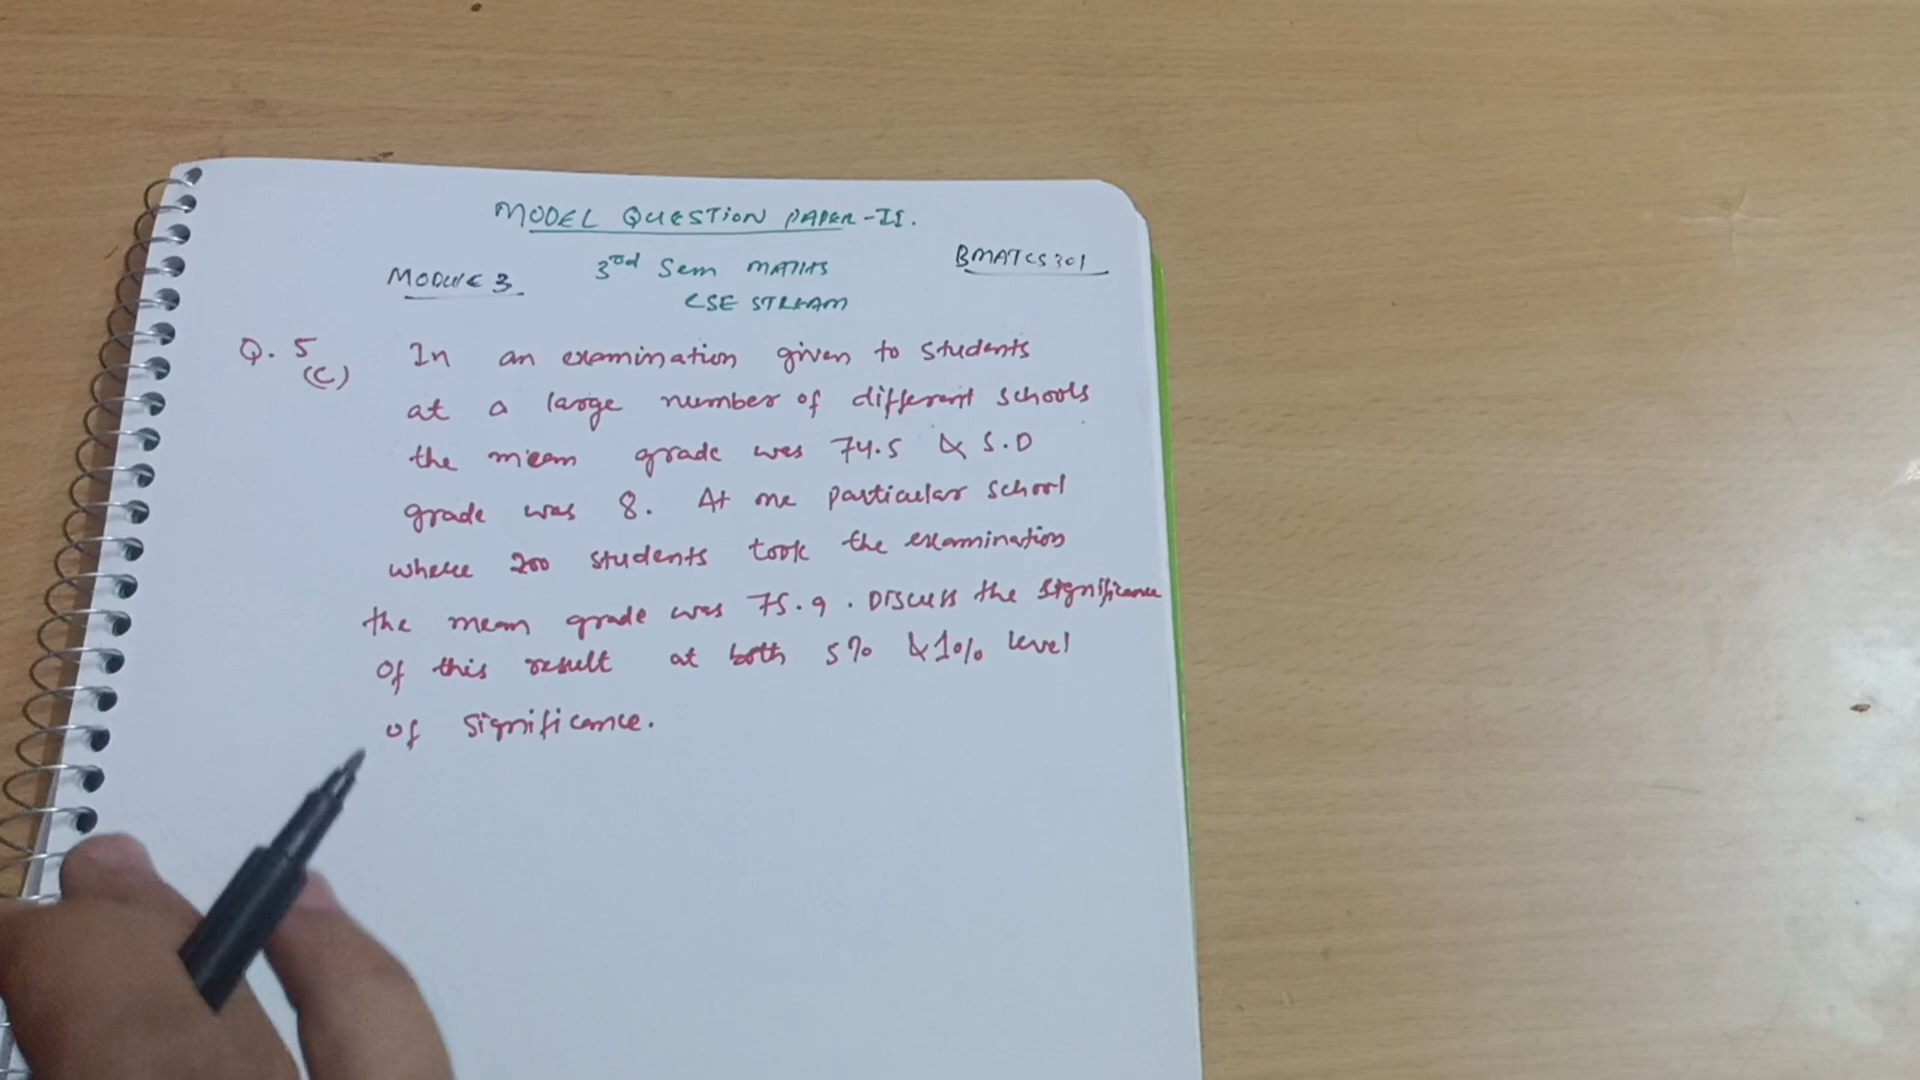 MODEL QUESTION PAPER-II.
3rd Sem MATHS
BMATCS301
MODULE 3
CSE STREAM
Q. 5 In an examination given to students
(C)
at a large number of different schools
the mean grade was 74.5 & S.D
grade was 8. At one particular school
where 200 students took the examination
the mean grade was 75.9. Discuss the significance
of this result at both 5% & 1% level
of significance.